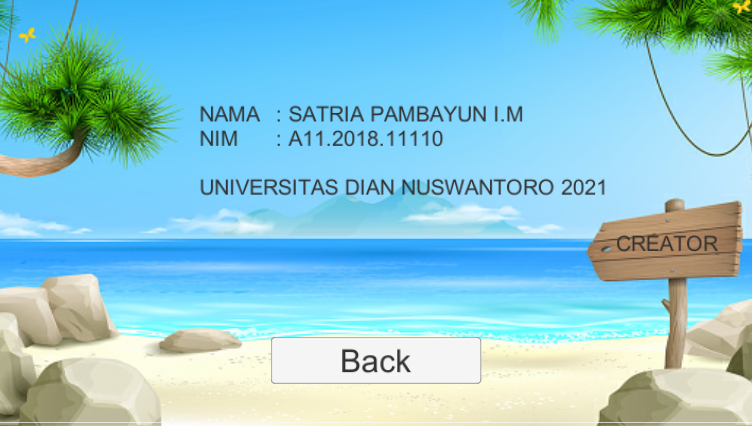 NAMA : SATRIA PAMBAYUN I.M
NIM : A11.2018.11110
UNIVERSITAS DIAN NUSWANTORO 2021
CREATOR
Back